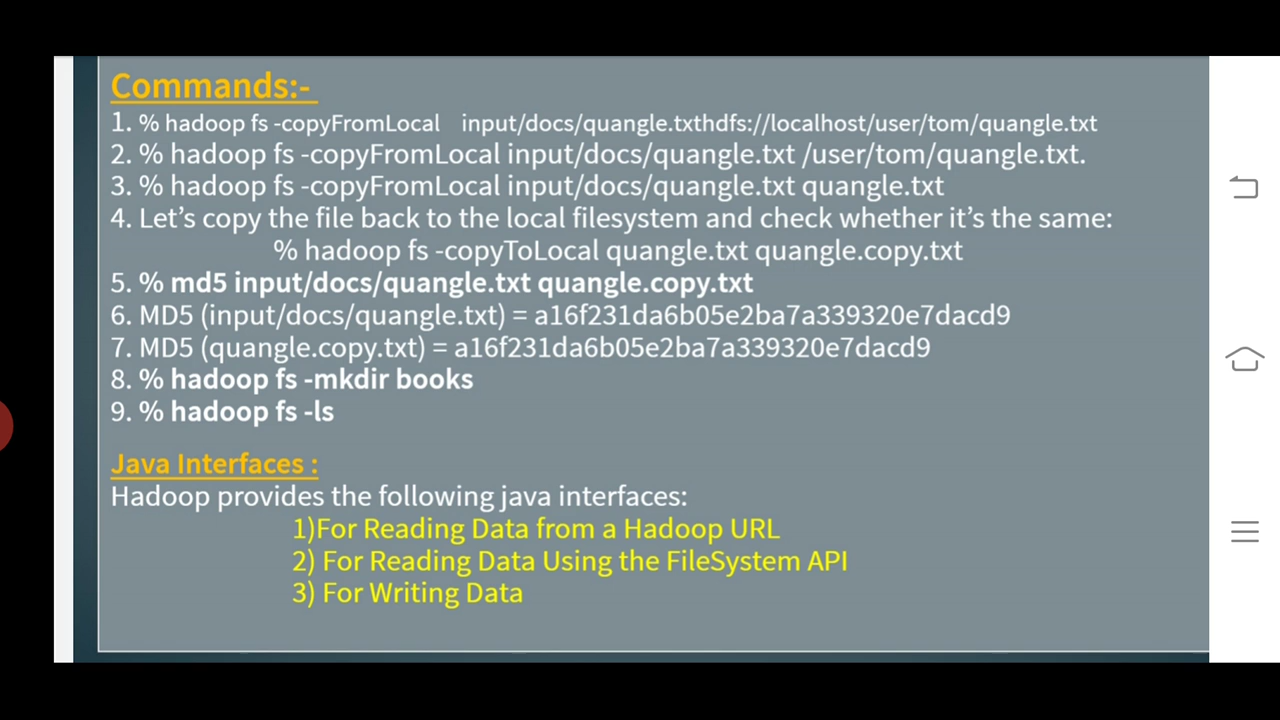 Commands:-
1. % hadoop fs -copyFromLocal input/docs/quangle.txthdfs://localhost/user/tom/quangle.txt
2. % hadoop fs -copyFromLocal input/docs/quangle.txt /user/tom/quangle.txt.
3. % hadoop fs -copyFromLocal input/docs/quangle.txt quangle.txt
4. Let’s copy the file back to the local filesystem and check whether it’s the same:
% hadoop fs -copyToLocal quangle.txt quangle.copy.txt
5. % md5 input/docs/quangle.txt quangle.copy.txt
6. MD5 (input/docs/quangle.txt) = a16f231da6b05e2ba7a339320e7dacd9
7. MD5 (quangle.copy.txt) = a16f231da6b05e2ba7a339320e7dacd9
8. % hadoop fs -mkdir books
9. % hadoop fs -ls
Java Interfaces :
Hadoop provides the following java interfaces:
1)For Reading Data from a Hadoop URL
2) For Reading Data Using the FileSystem API
3) For Writing Data